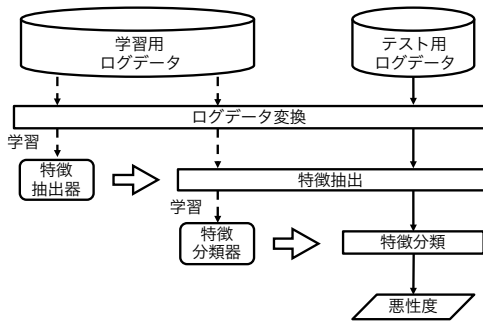 学習用
ログデータ
テスト用
ログデータ
ログデータ変換
学習
特徴
抽出器
特徴抽出
学習
特徴
分類器
特徴分類
悪性度